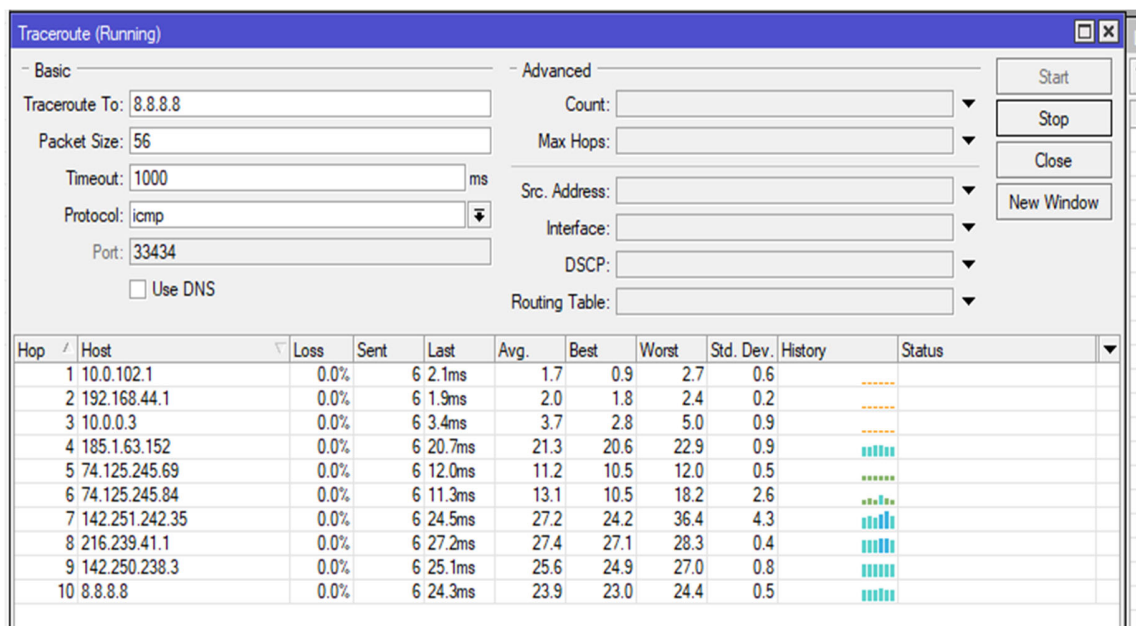 Traceroute (Running)
Basic
Traceroute To: 8.8.8.8
Packet Size: 56
Timeout: 1000 ms
Protocol: icmp
Port: 33434
Use DNS
Advanced
Count:
Max Hops:
Src. Address:
Interface:
DSCP:
Routing Table:
Start
Stop
Close
New Window
Hop Host Loss Sent Last Avg. Best Worst Std. Dev. History Status
1 10.0.102.1 0.0% 6 2.1ms 1.7 0.9 2.7 0.6
2 192.168.44.1 0.0% 6 1.9ms 2.0 1.8 2.4 0.2
3 10.0.0.3 0.0% 6 3.4ms 3.7 2.8 5.0 0.9
4 185.1.63.152 0.0% 6 20.7ms 21.3 20.6 22.9 0.9
5 74.125.245.69 0.0% 6 12.0ms 11.2 10.5 12.0 0.5
6 74.125.245.84 0.0% 6 11.3ms 13.1 10.5 18.2 2.6
7 142.251.242.35 0.0% 6 24.5ms 27.2 24.2 36.4 4.3
8 216.239.41.1 0.0% 6 27.2ms 27.4 27.1 28.3 0.4
9 142.250.238.3 0.0% 6 25.1ms 25.6 24.9 27.0 0.8
10 8.8.8.8 0.0% 6 24.3ms 23.9 23.0 24.4 0.5